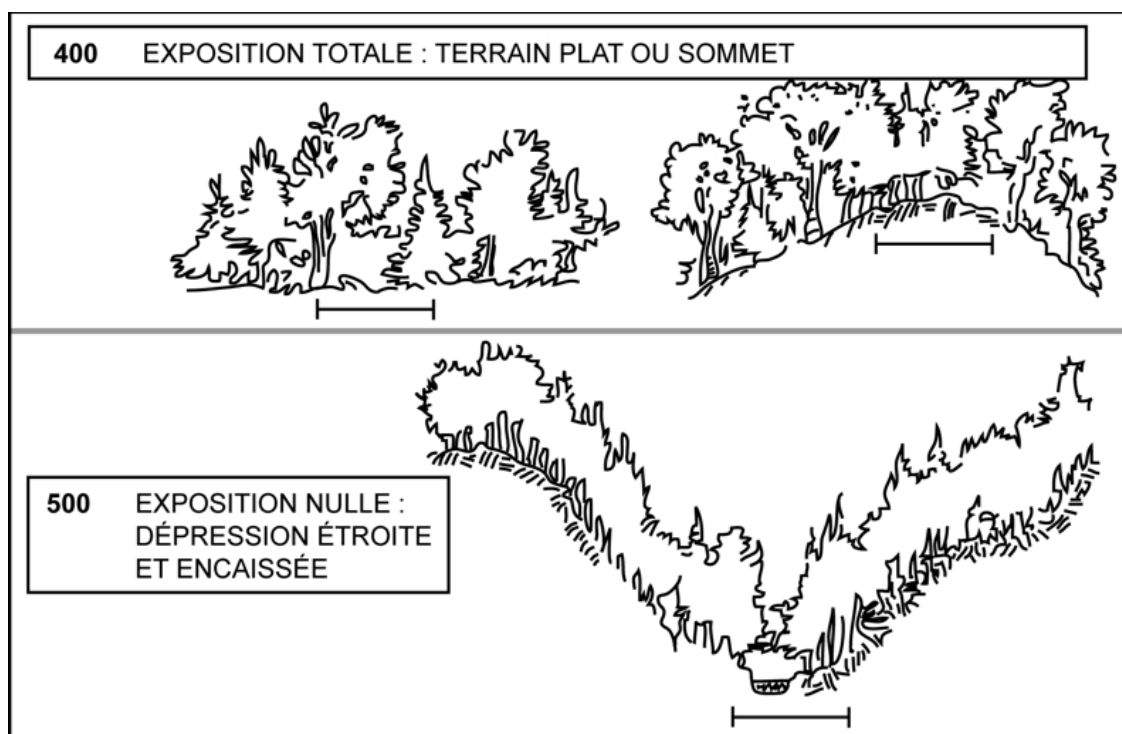 400 EXPOSITION TOTALE : TERRAIN PLAT OU SOMMET
500 EXPOSITION NULLE :
DÉPRESSION ÉTROITE
ET ENCAISSÉE